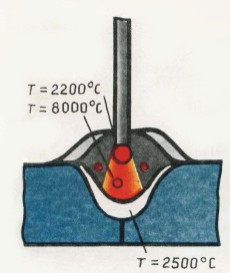 T = 2200°C
T = 8000°C
T = 2500°C